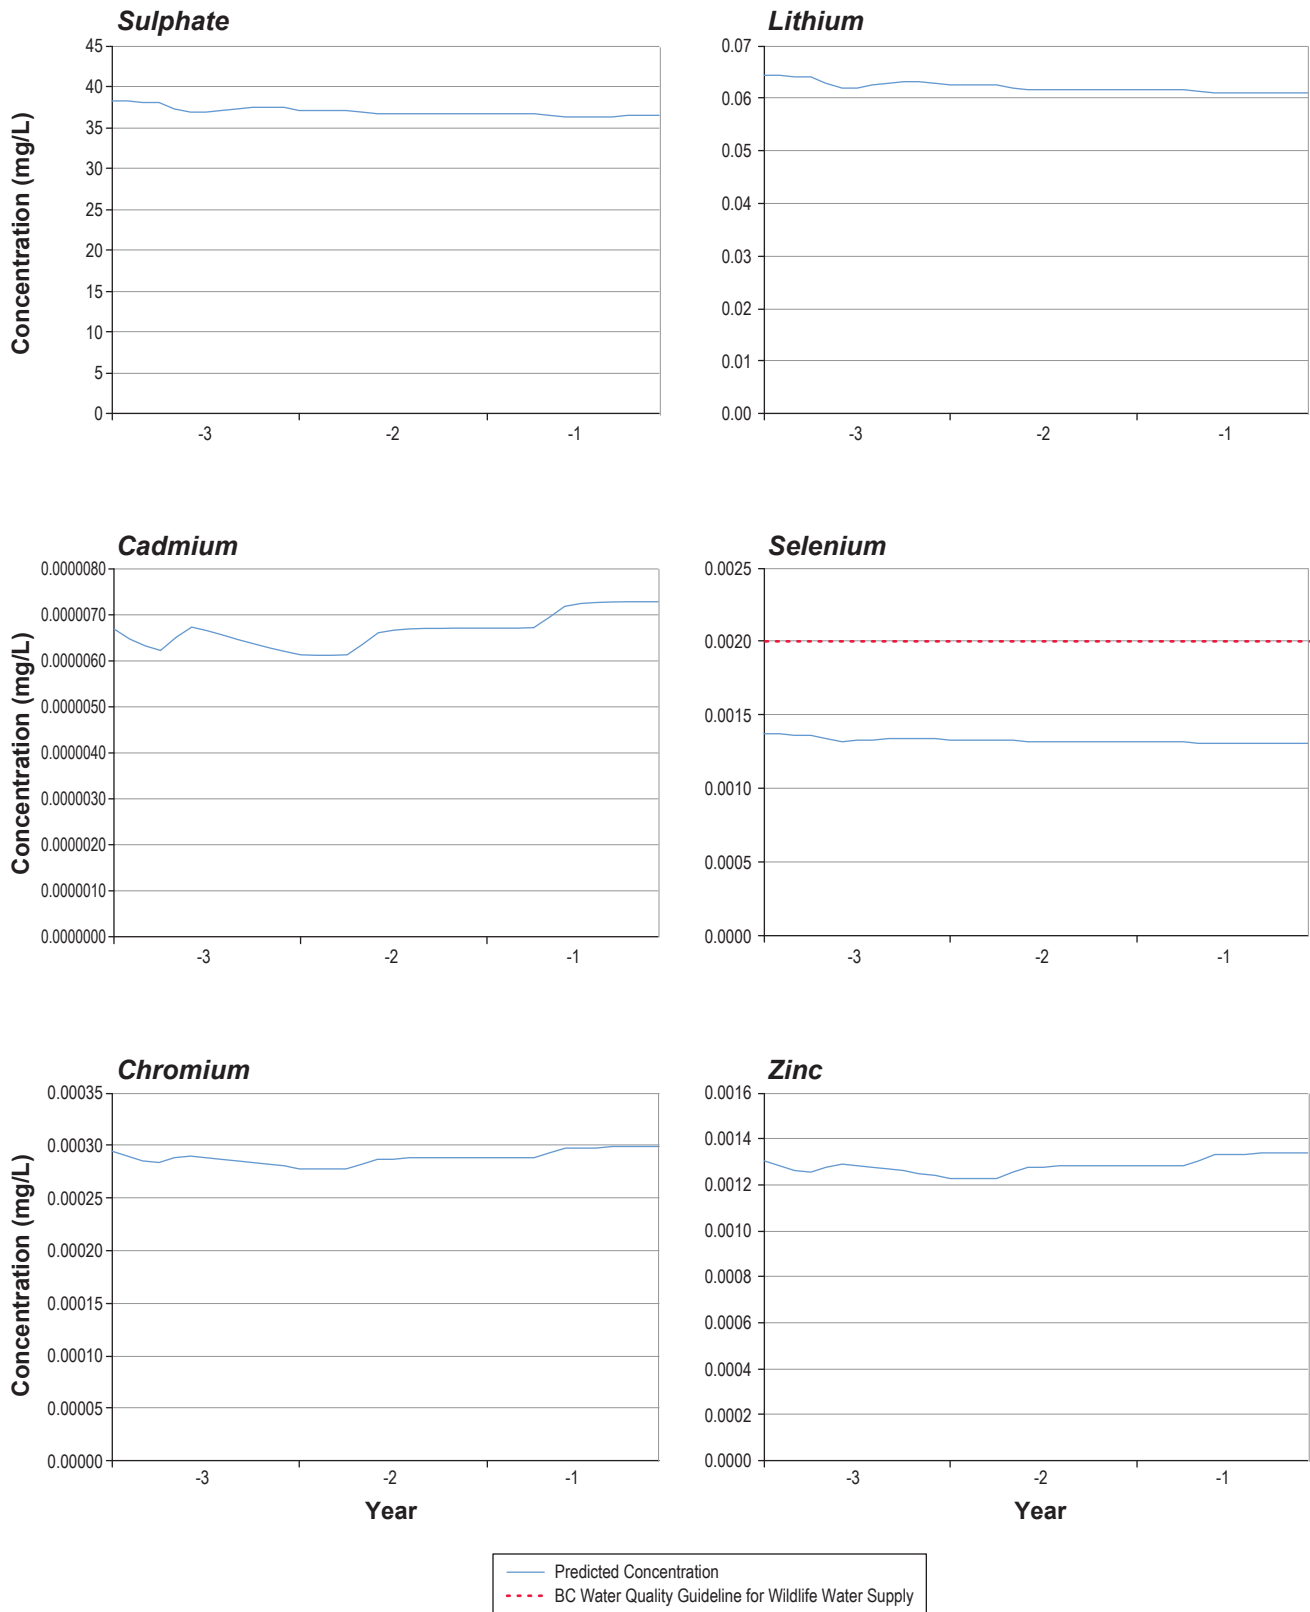 Sulphate
Concentration (mg/L)
45
40
35
30
25
20
15
10
5
0
-3 -2 -1
Lithium
0.07
0.06
0.05
0.04
0.03
0.02
0.01
0.00
-3 -2 -1
Cadmium
Concentration (mg/L)
0.0000080
0.0000070
0.0000060
0.0000050
0.0000040
0.0000030
0.0000020
0.0000010
0.0000000
-3 -2 -1
Selenium
0.0025
0.0020
0.0015
0.0010
0.0005
0.0000
-3 -2 -1
Chromium
Concentration (mg/L)
0.00035
0.00030
0.00025
0.00020
0.00015
0.00010
0.00005
0.00000
-3 -2 -1
Year
Zinc
0.0016
0.0014
0.0012
0.0010
0.0008
0.0006
0.0004
0.0002
0.0000
-3 -2 -1
Year
Predicted Concentration
BC Water Quality Guideline for Wildlife Water Supply